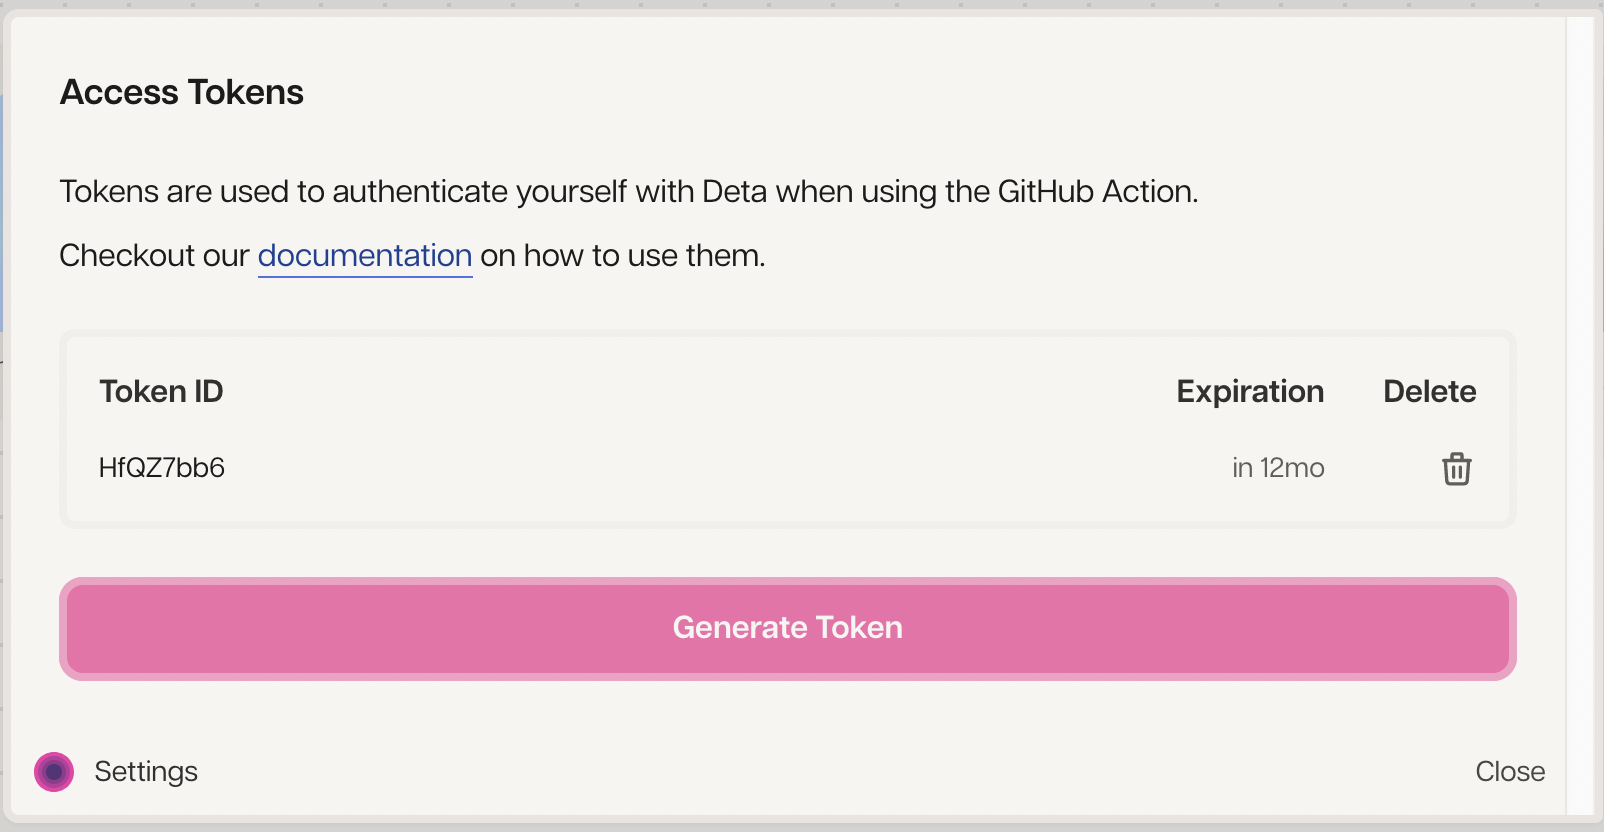 Access Tokens
Tokens are used to authenticate yourself with Deta when using the GitHub Action.
Checkout our documentation on how to use them.
Token ID Expiration Delete
HfQZ7bb6 in 12mo
Generate Token
Settings Close